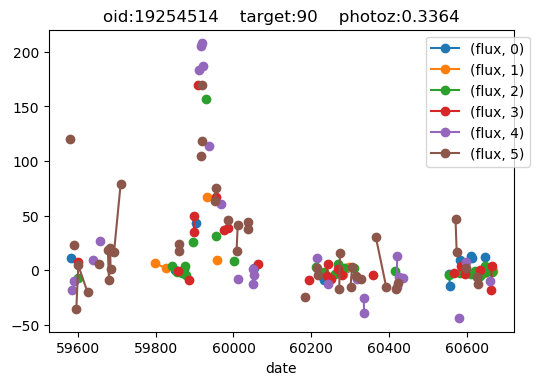 oid:19254514 target:90 photoz:0.3364
(flux, 0)
(flux, 1)
(flux, 2)
(flux, 3)
(flux, 4)
(flux, 5)
200
150
100
50
0
−50
59600 59800 60000 60200 60400 60600
date